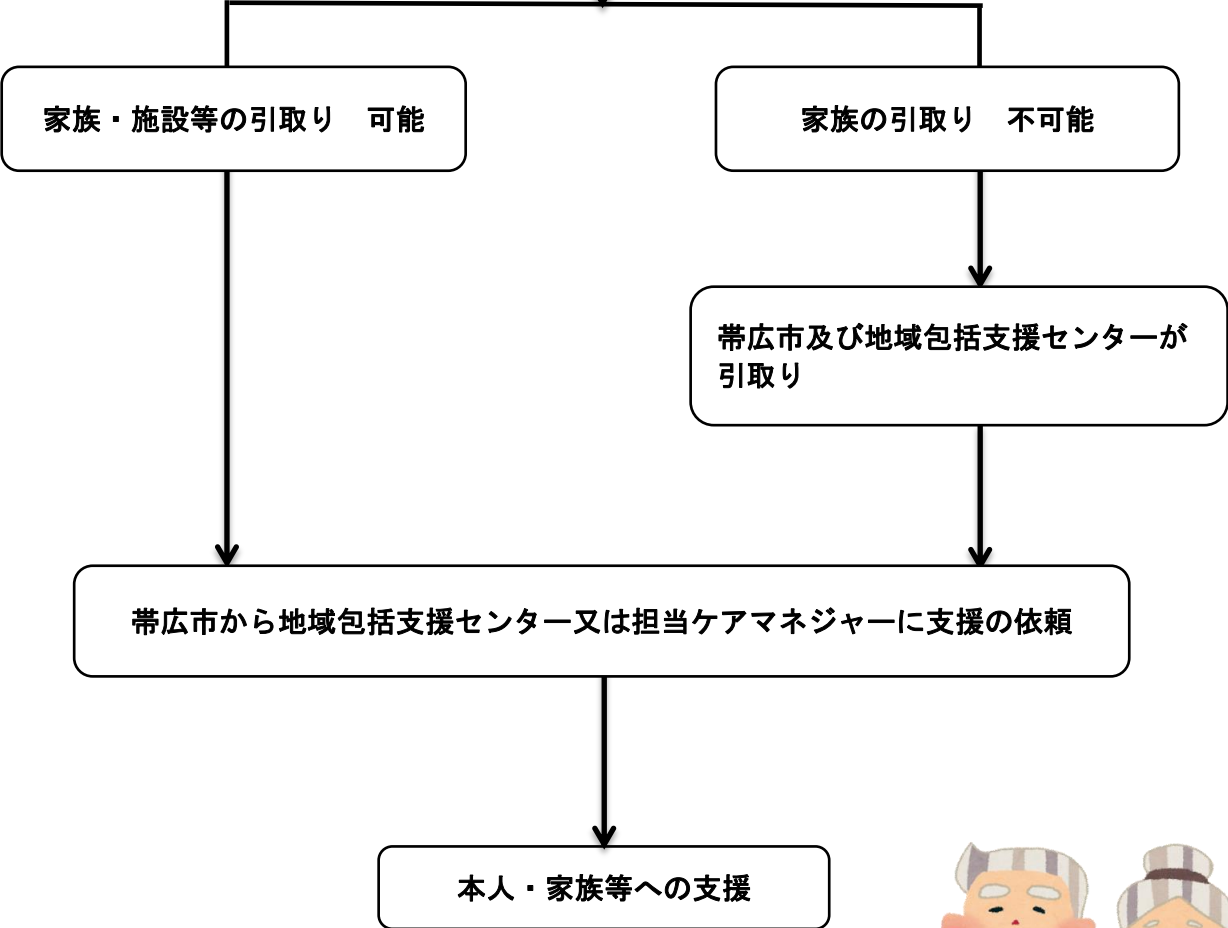 家族・施設等の引取り　可能
家族の引取り　不可能
帯広市及び地域包括支援センターが
引取り
帯広市から地域包括支援センター又は担当ケアマネジャーに支援の依頼
本人・家族等への支援